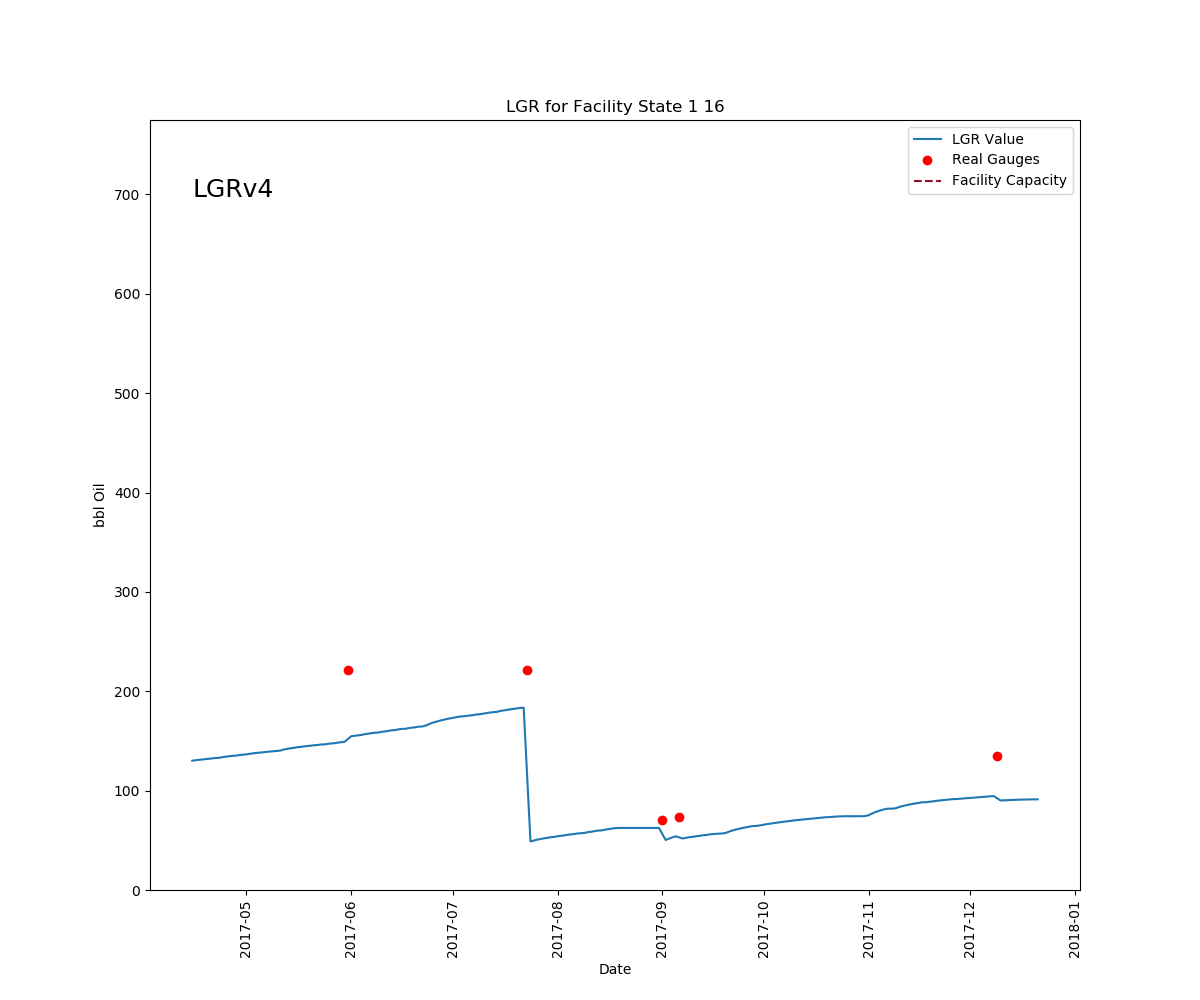 LGR for Facility State 1 16
LGR Value
Real Gauges
Facility Capacity
LGRv4
700
600
500
400
300
200
100
0
bbl Oil
2017-05
2017-06
2017-07
2017-08
2017-09
2017-10
2017-11
2017-12
2018-01
Date